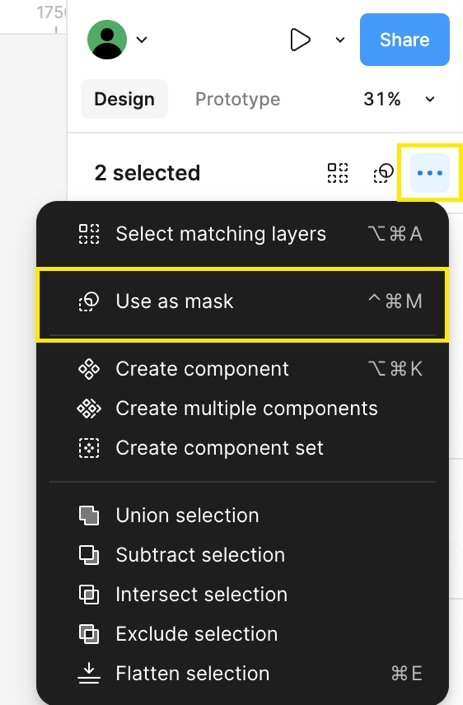 Share
Design Prototype 31%
2 selected
Select matching layers ⌥⌘A
Use as mask ^⌘M
Create component ⌥⌘K
Create multiple components
Create component set
Union selection
Subtract selection
Intersect selection
Exclude selection
Flatten selection ⌘E